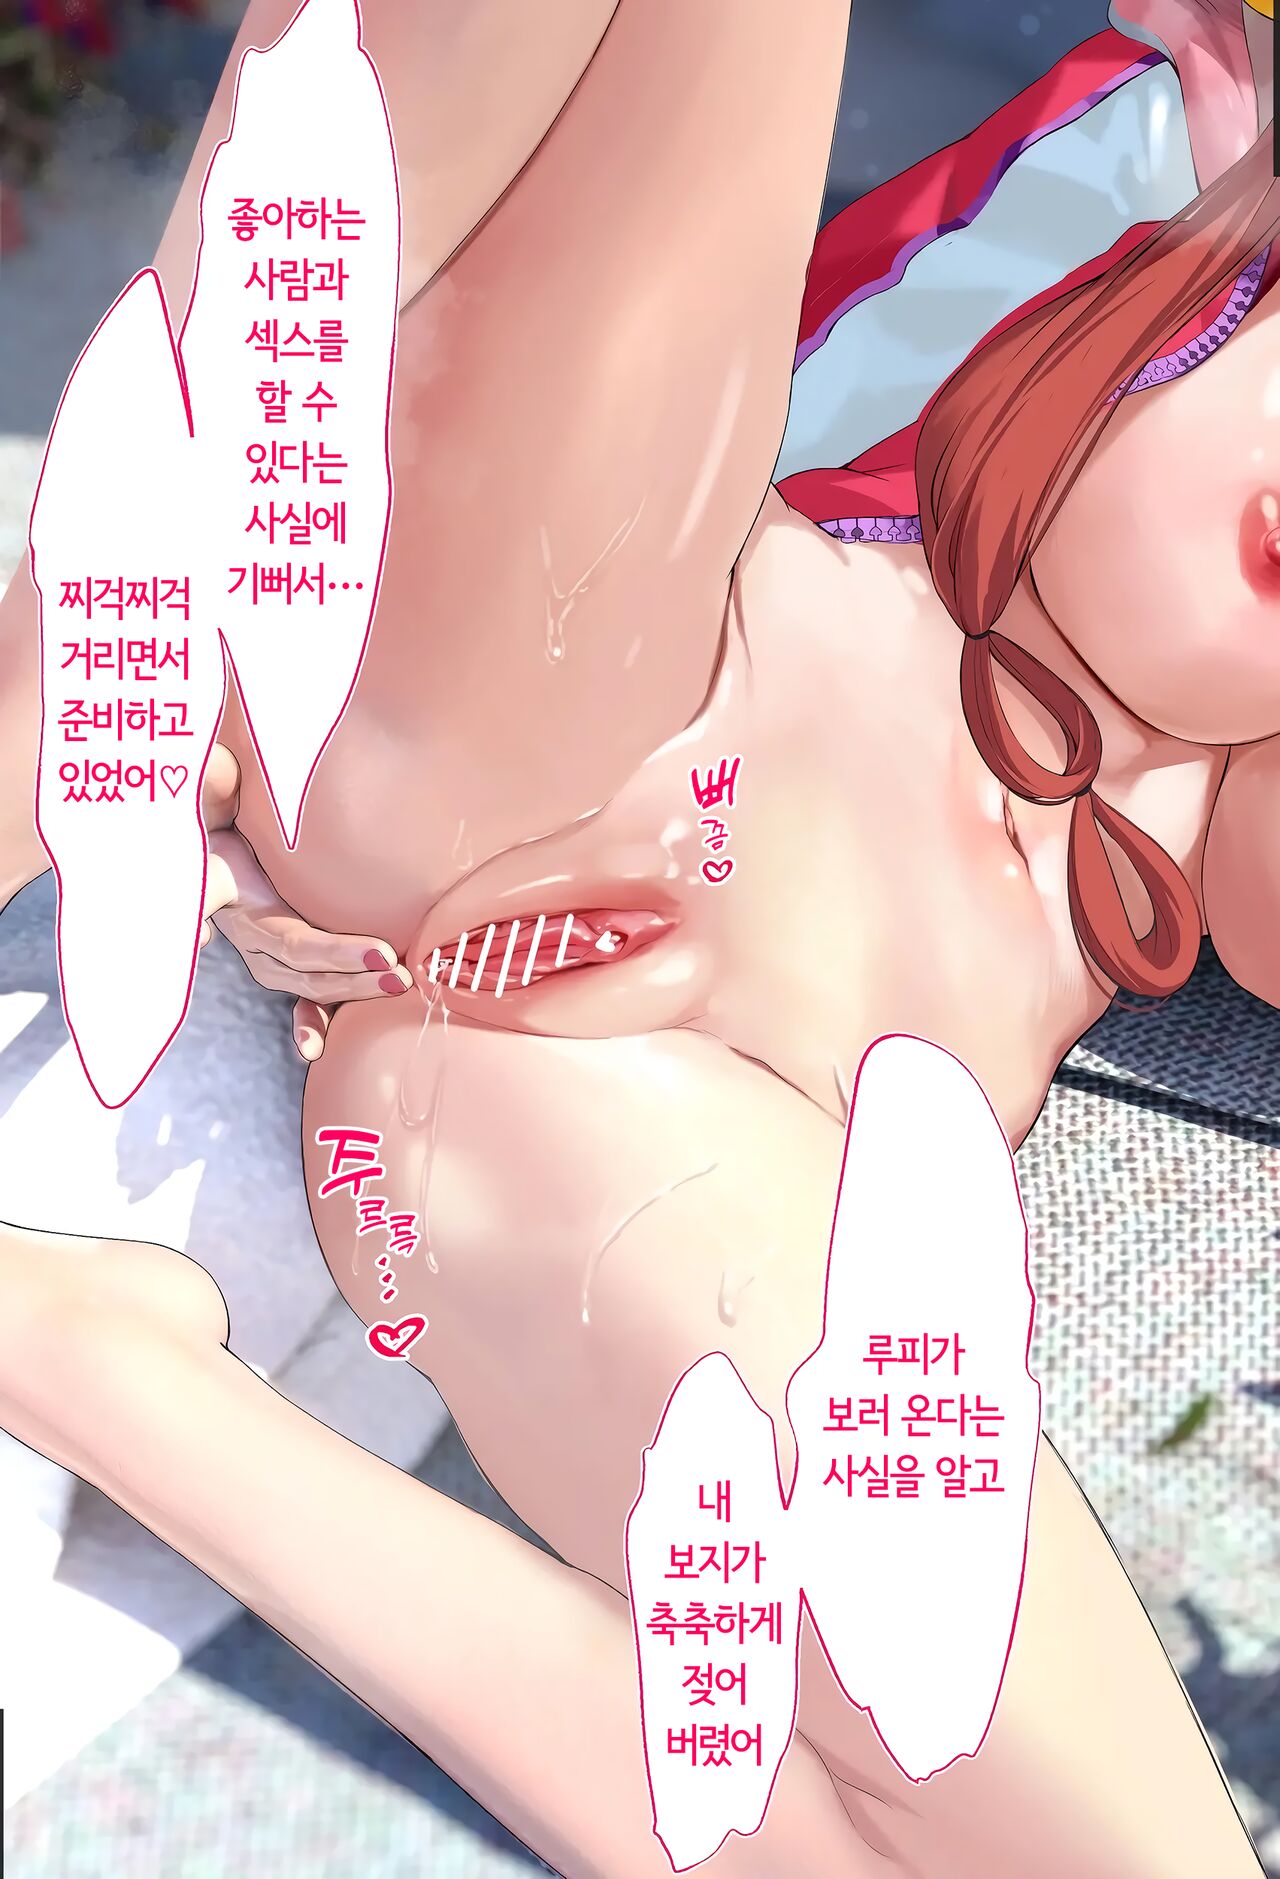 루피가
보러 온다는
사실을 알고
내
보지가
축축하게
젖어
버렸어
좋아하는
사람과
섹스를
할 수
있다는
사실에
기뻐서…
찌걱찌걱
거리면서
준비하고
있었어♡
뻐
끔
♡
주
르
륵
…
♡